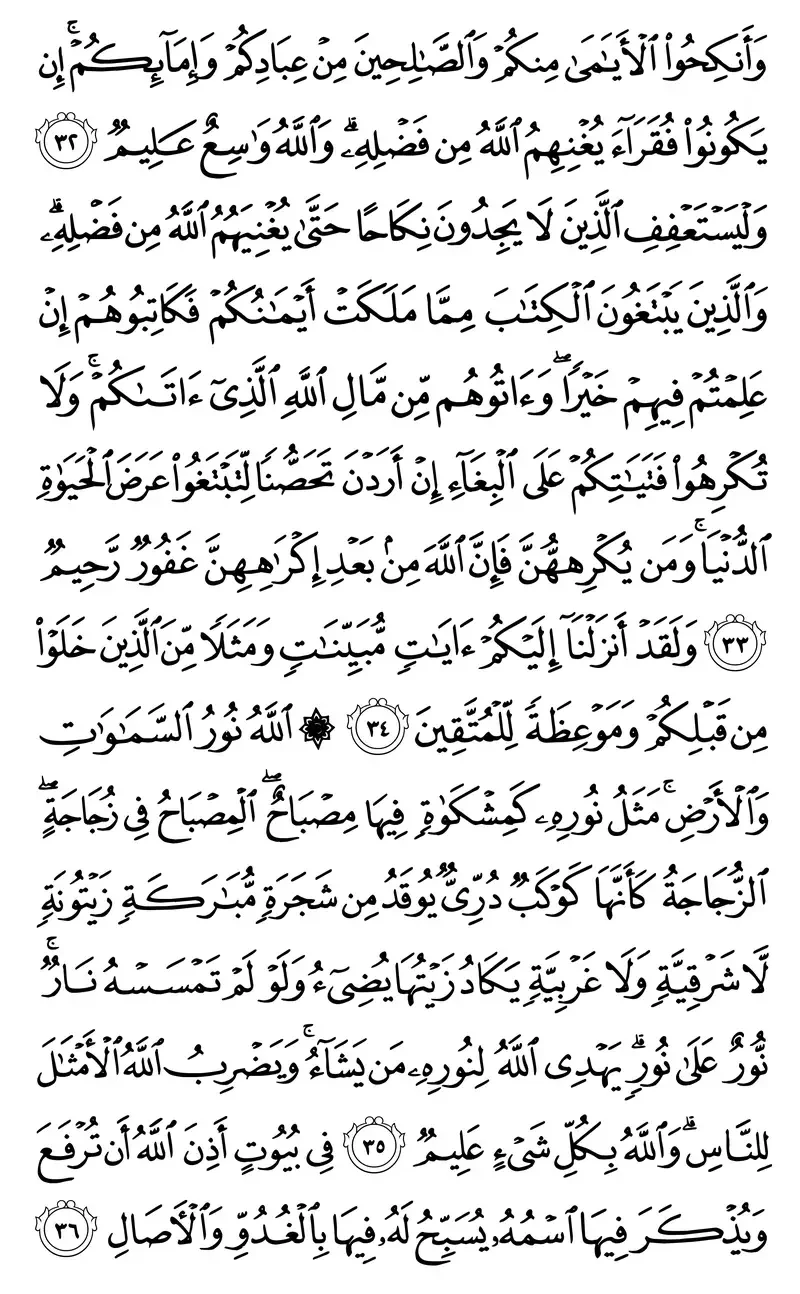 وَأَنكِحُوا۟ ٱلْأَيَـٰمَىٰ مِنكُمْ وَٱلصَّـٰلِحِينَ مِنْ عِبَادِكُمْ وَإِمَآئِكُمْ ۚ إِن
يَكُونُوا۟ فُقَرَآءَ يُغْنِهِمُ ٱللَّهُ مِن فَضْلِهِۦ ۗ وَٱللَّهُ وَٰسِعٌ عَلِيمٌ ٣٢
وَلْيَسْتَعْفِفِ ٱلَّذِينَ لَا يَجِدُونَ نِكَاحًا حَتَّىٰ يُغْنِيَهُمُ ٱللَّهُ مِن فَضْلِهِۦ ۗ
وَٱلَّذِينَ يَبْتَغُونَ ٱلْكِتَـٰبَ مِمَّا مَلَكَتْ أَيْمَـٰنُكُمْ فَكَاتِبُوهُمْ إِنْ
عَلِمْتُمْ فِيهِمْ خَيْرًا ۖ وَءَاتُوهُم مِّن مَّالِ ٱللَّهِ ٱلَّذِىٓ ءَاتَىٰكُمْ ۚ وَلَا
تُكْرِهُوا۟ فَتَيَـٰتِكُمْ عَلَى ٱلْبِغَآءِ إِنْ أَرَدْنَ تَحَصُّنًا لِّتَبْتَغُوا۟ عَرَضَ ٱلْحَيَوٰةِ
ٱلدُّنْيَا ۚ وَمَن يُكْرِههُّنَّ فَإِنَّ ٱللَّهَ مِنۢ بَعْدِ إِكْرَٰهِهِنَّ غَفُورٌ رَّحِيمٌ
٣٣ وَلَقَدْ أَنزَلْنَآ إِلَيْكُمْ ءَايَـٰتٍ مُّبَيِّنَـٰتٍ وَمَثَلًا مِّنَ ٱلَّذِينَ خَلَوْا۟
مِن قَبْلِكُمْ وَمَوْعِظَةً لِّلْمُتَّقِينَ ٣٤ ۞ ٱللَّهُ نُورُ ٱلسَّمَـٰوَٰتِ
وَٱلْأَرْضِ ۚ مَثَلُ نُورِهِۦ كَمِشْكَوٰةٍ فِيهَا مِصْبَاحٌ ۖ ٱلْمِصْبَاحُ فِى زُجَاجَةٍ ۖ
ٱلزُّجَاجَةُ كَأَنَّهَا كَوْكَبٌ دُرِّىٌّ يُوقَدُ مِن شَجَرَةٍ مُّبَـٰرَكَةٍ زَيْتُونَةٍ
لَّا شَرْقِيَّةٍ وَلَا غَرْبِيَّةٍ يَكَادُ زَيْتُهَا يُضِىٓءُ وَلَوْ لَمْ تَمْسَسْهُ نَارٌ ۚ
نُّورٌ عَلَىٰ نُورٍ ۗ يَهْدِى ٱللَّهُ لِنُورِهِۦ مَن يَشَآءُ ۚ وَيَضْرِبُ ٱللَّهُ ٱلْأَمْثَـٰلَ
لِلنَّاسِ ۗ وَٱللَّهُ بِكُلِّ شَىْءٍ عَلِيمٌ ٣٥ فِى بُيُوتٍ أَذِنَ ٱللَّهُ أَن تُرْفَعَ
وَيُذْكَرَ فِيهَا ٱسْمُهُۥ يُسَبِّحُ لَهُۥ فِيهَا بِٱلْغُدُوِّ وَٱلْـَٔاصَالِ ٣٦